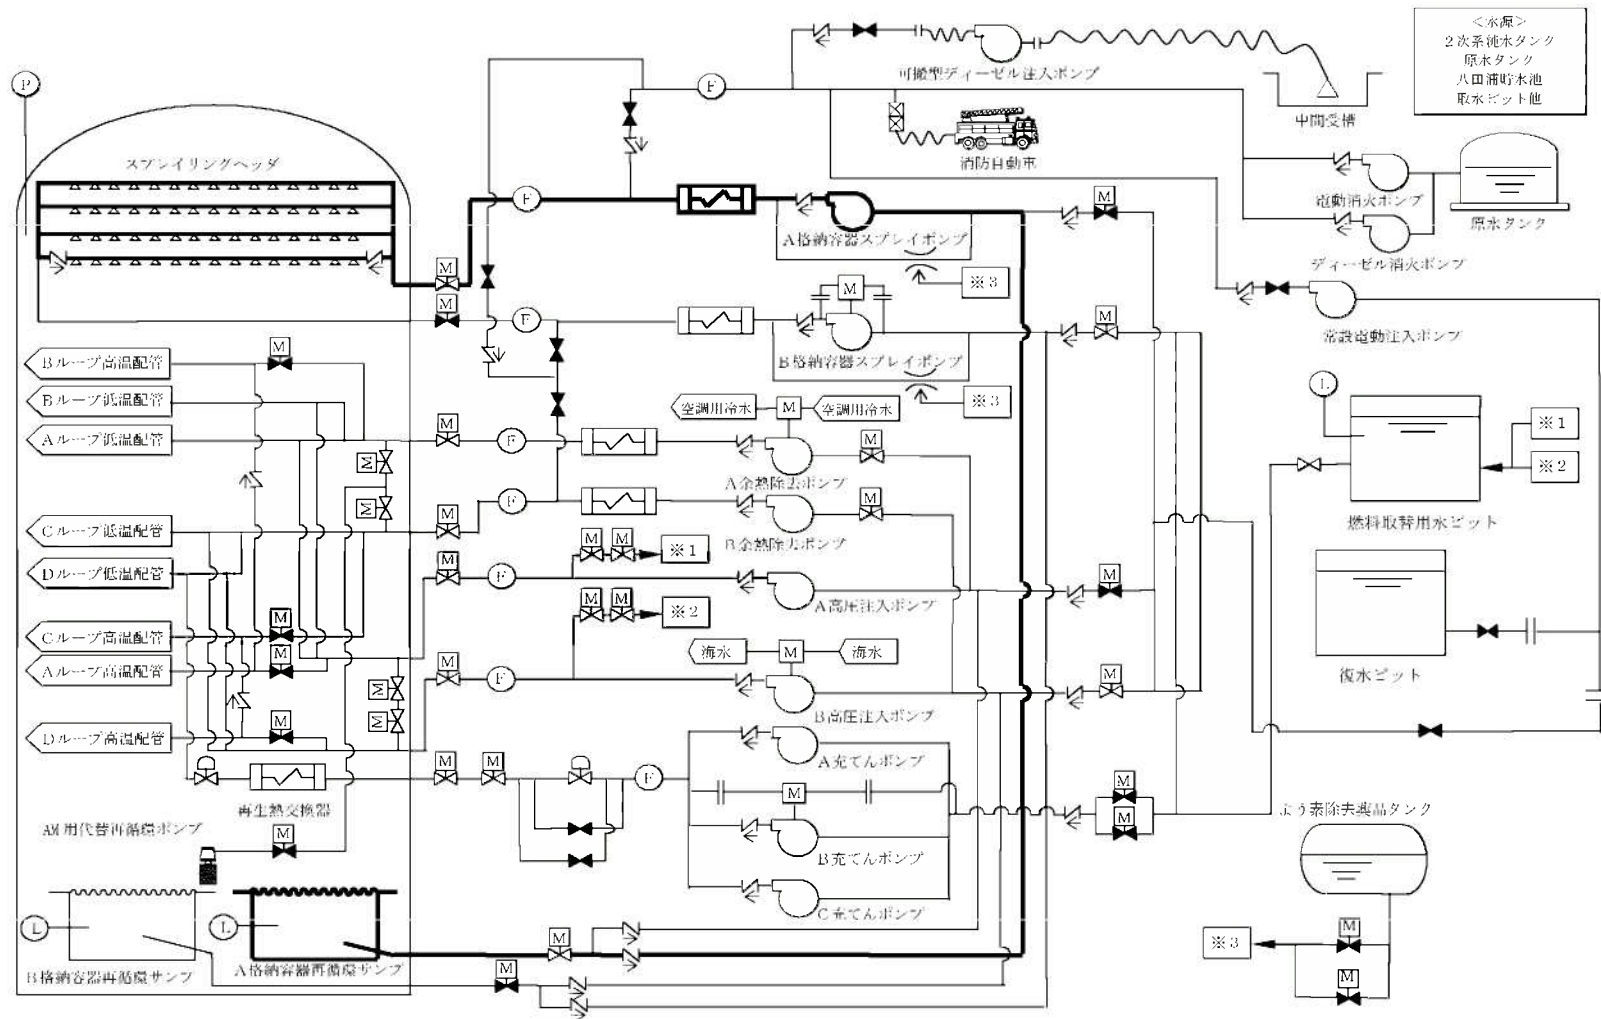 <水源>
2次系純水タンク
原水タンク
八田浦貯水池
取水ピット他
可搬型ディーゼル注入ポンプ
中間受槽
消防自動車
電動消火ポンプ
原水タンク
ディーゼル消火ポンプ
常設電動注入ポンプ
P
スプレイリングヘッダ
F
F
M
A格納容器スプレイポンプ
M
※3
M
M
F
M
M
B格納容器スプレイポンプ
※3
L
※1
※2
燃料取替用水ピット
復水ピット
Bループ高温配管
M
Bループ低温配管
空調用冷水
M
空調用冷水
Aループ低温配管
M
F
M
M
A余熱除去ポンプ
M
Cループ低温配管
M
F
M
B余熱除去ポンプ
Dループ低温配管
M
F
M
M
※1
A高圧注入ポンプ
M
M
M
※2
Cループ高温配管
M
Aループ高温配管
M
M
F
海水
M
海水
M
M
M
B高圧注入ポンプ
Dループ高温配管
M
M
M
F
A充てんポンプ
M
B充てんポンプ
C充てんポンプ
M
M
再生熱交換器
AM用代替再循環ポンプ
M
よう素除去薬品タンク
L
B格納容器再循環サンプ
L
A格納容器再循環サンプ
M
M
※3
M
M